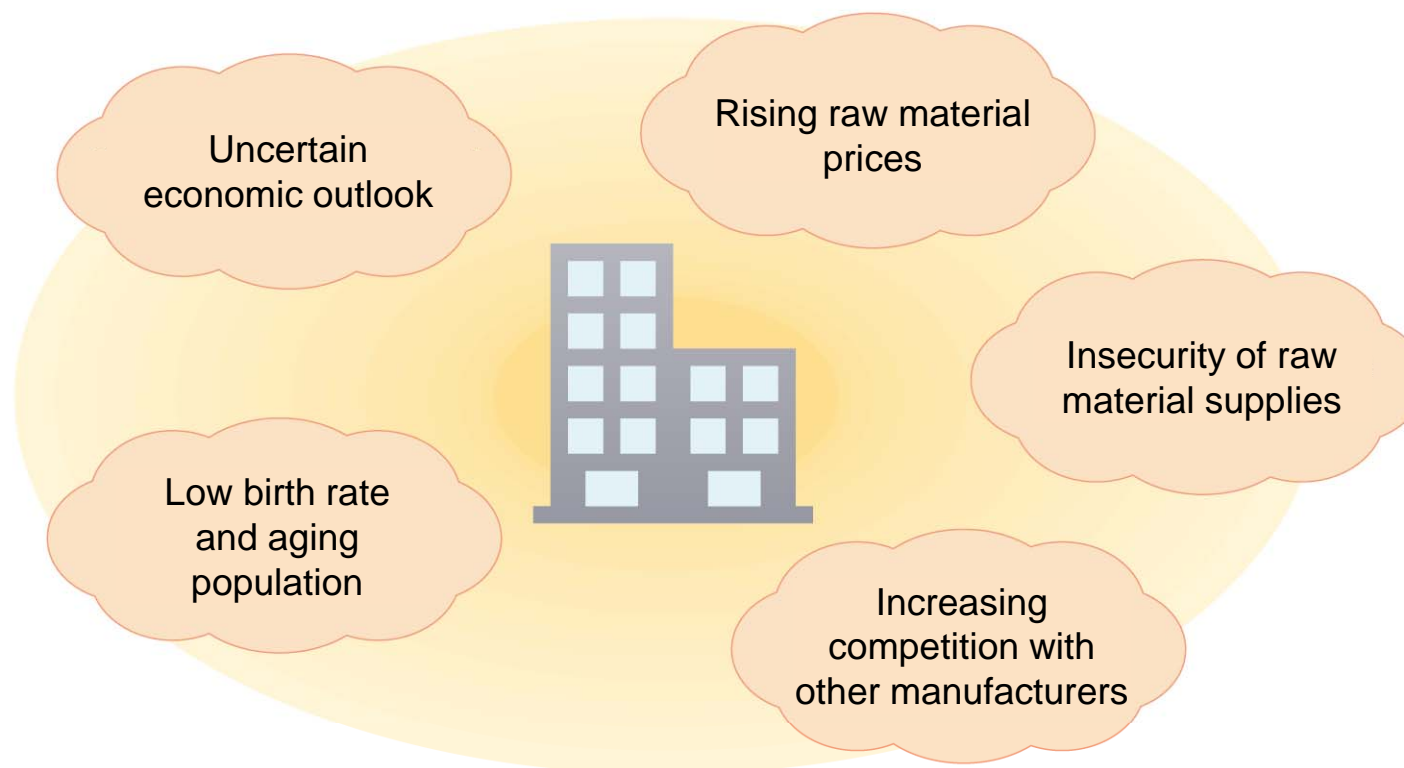 Uncertain
economic outlook
Rising raw material
prices
Insecurity of raw
material supplies
Low birth rate
and aging
population
Increasing
competition with
other manufacturers